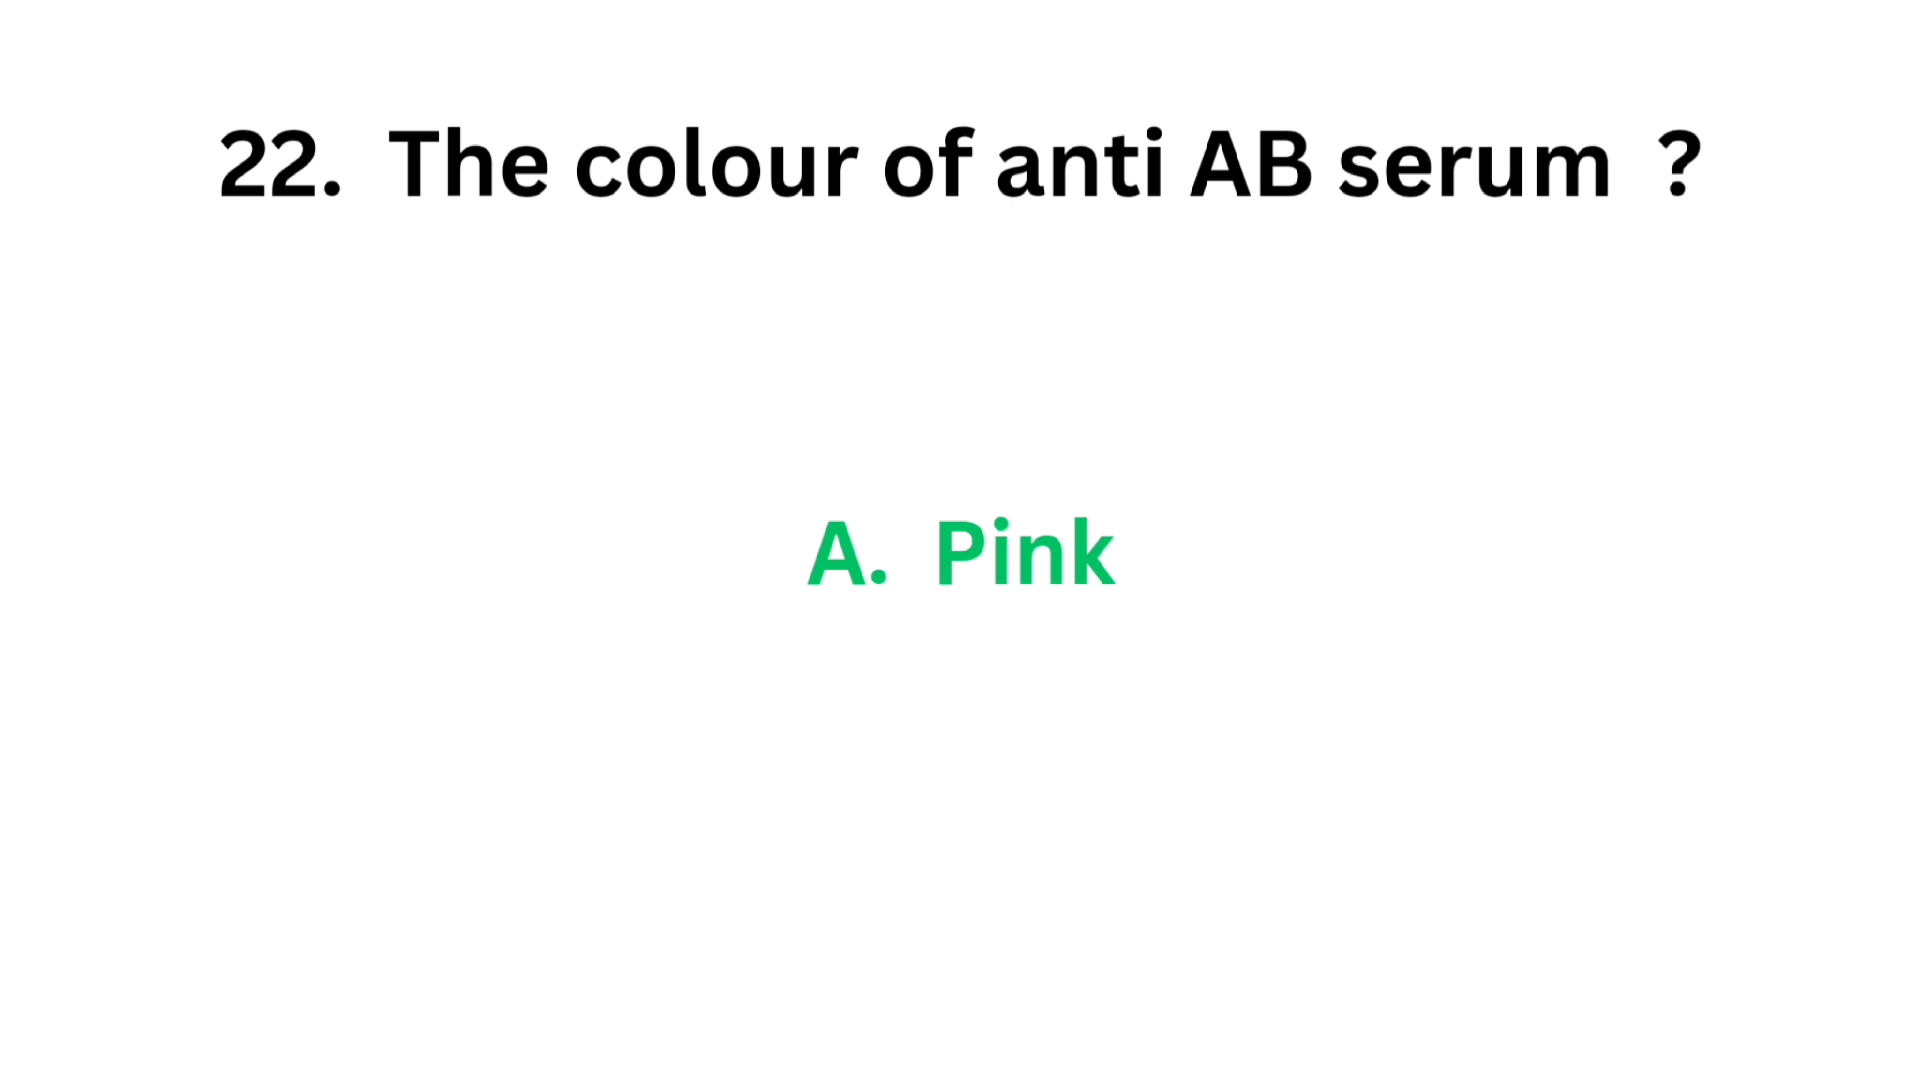 22. The colour of anti AB serum ?
A. Pink